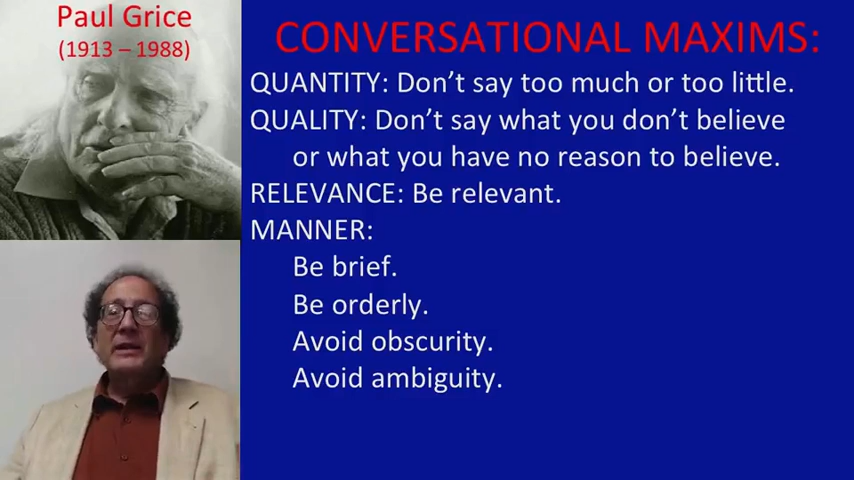 Paul Grice
(1913 – 1988)
CONVERSATIONAL MAXIMS:
QUANTITY: Don't say too much or too little.
QUALITY: Don't say what you don't believe
or what you have no reason to believe.
RELEVANCE: Be relevant.
MANNER:
Be brief.
Be orderly.
Avoid obscurity.
Avoid ambiguity.